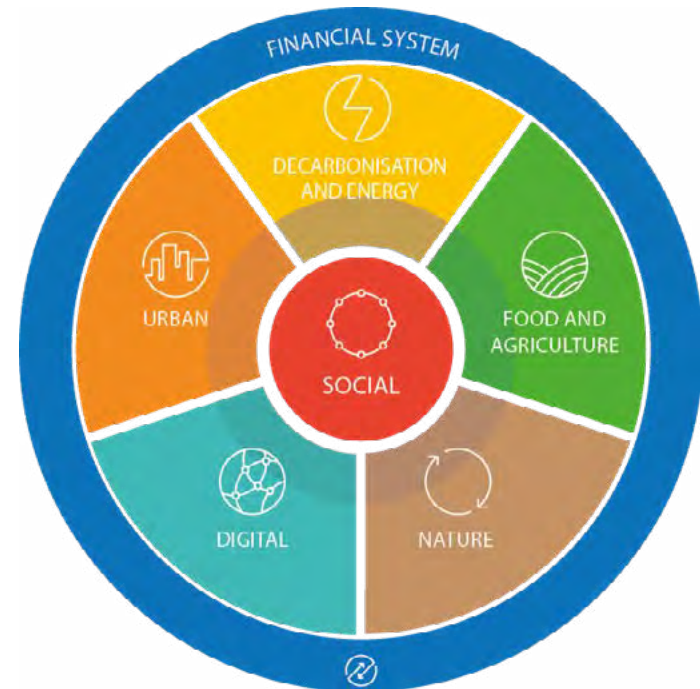 FINANCIAL SYSTEM
DECARBONISATION
AND ENERGY
URBAN
FOOD AND
AGRICULTURE
SOCIAL
DIGITAL
NATURE